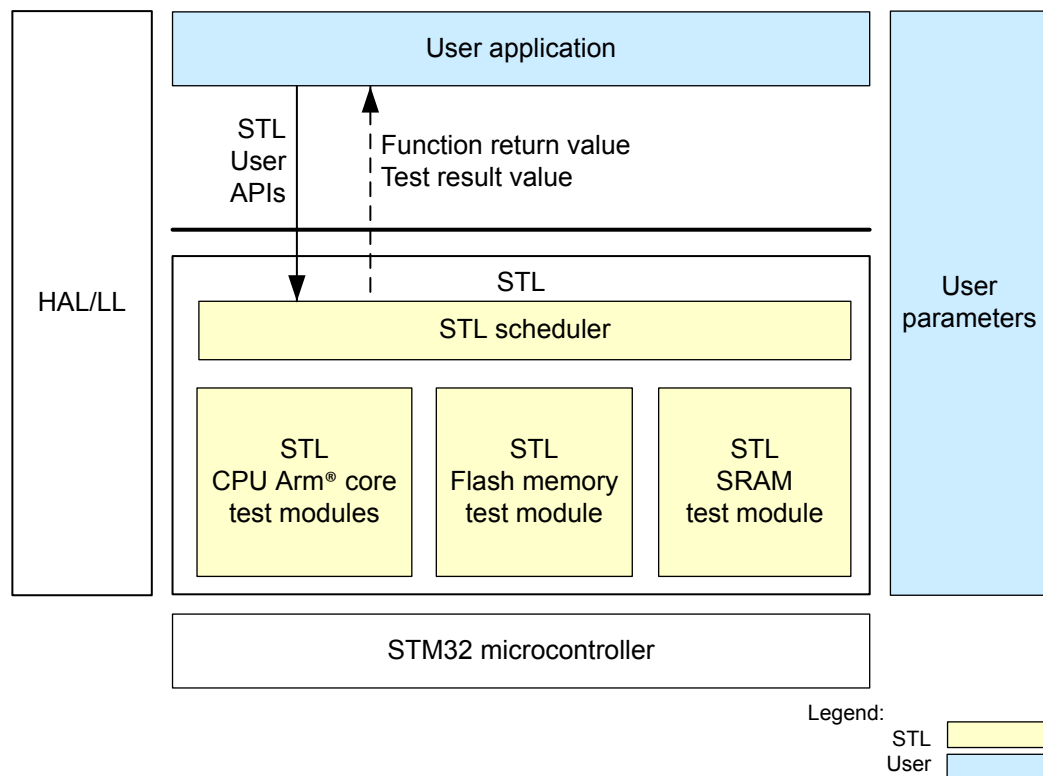 User application
STL
User
APIs
Function return value
Test result value
HAL/LL
STL
User
parameters
STL scheduler
STL
CPU Arm® core
test modules
STL
Flash memory
test module
STL
SRAM
test module
STM32 microcontroller
Legend:
STL
User